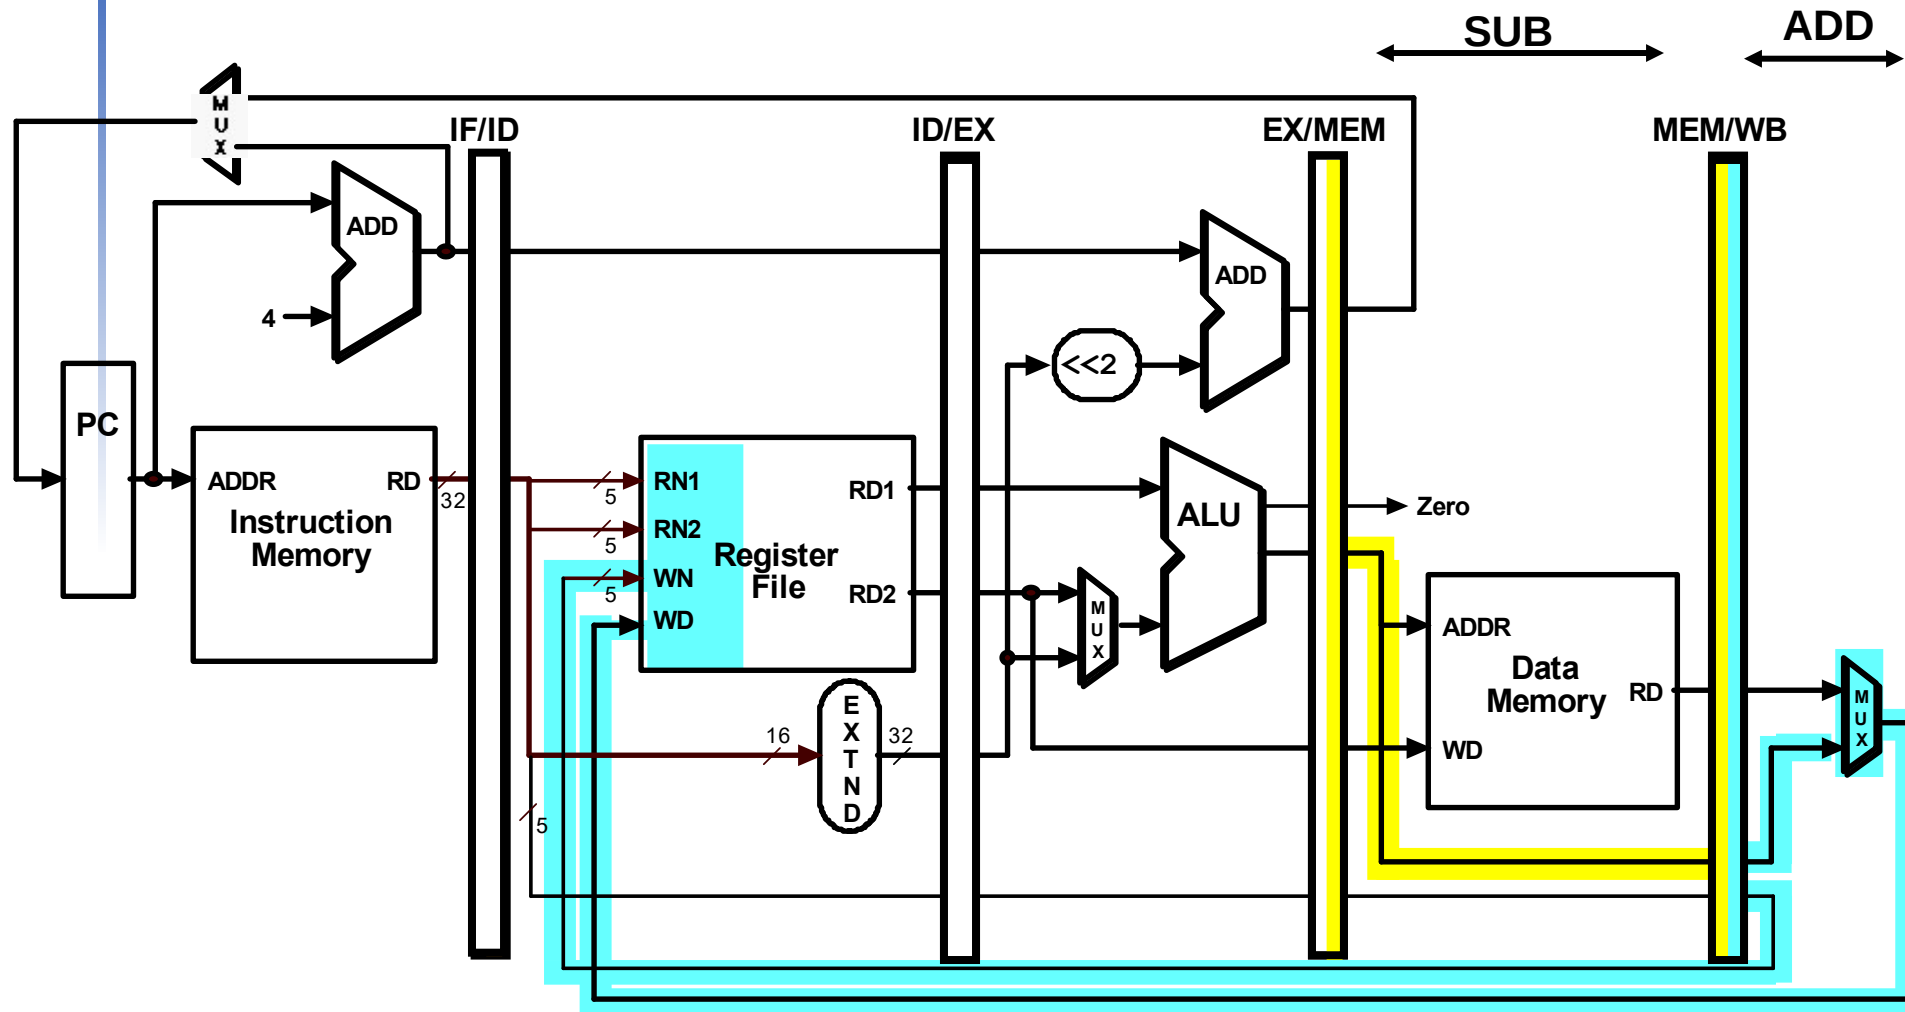 SUB
ADD
M
U
X
IF/ID
ID/EX
EX/MEM
MEM/WB
ADD
ADD
4
<<2
PC
ADDR
RD
32
Instruction
Memory
5
RN1
5
RN2
5
WN
WD
Register
File
RD1
RD2
ALU
Zero
M
U
X
ADDR
Data
Memory
RD
WD
M
U
X
16
E
X
T
N
D
32
5